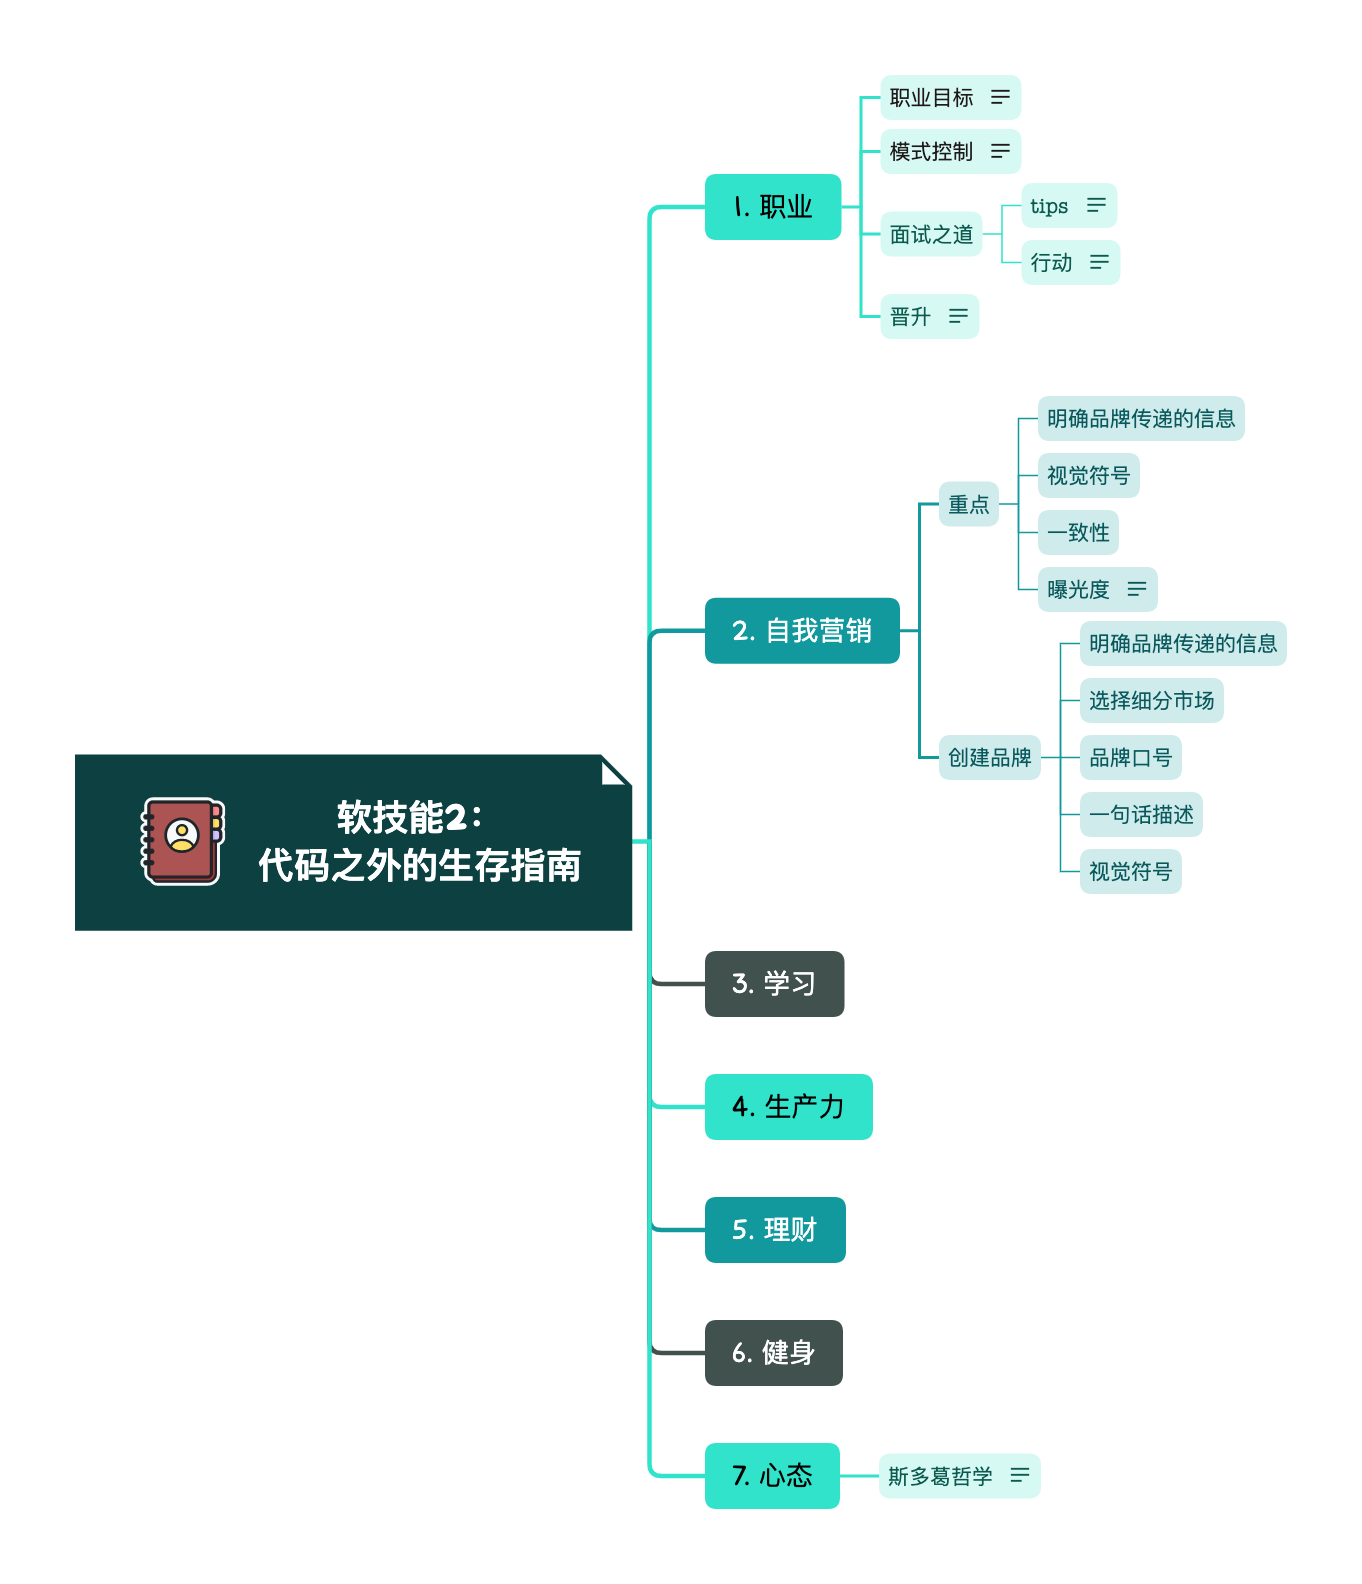 软技能2：
代码之外的生存指南
1. 职业
职业目标
模式控制
面试之道
tips
行动
晋升
2. 自我营销
重点
明确品牌传递的信息
视觉符号
一致性
曝光度
创建品牌
明确品牌传递的信息
选择细分市场
品牌口号
一句话描述
视觉符号
3. 学习
4. 生产力
5. 理财
6. 健身
7. 心态
斯多葛哲学